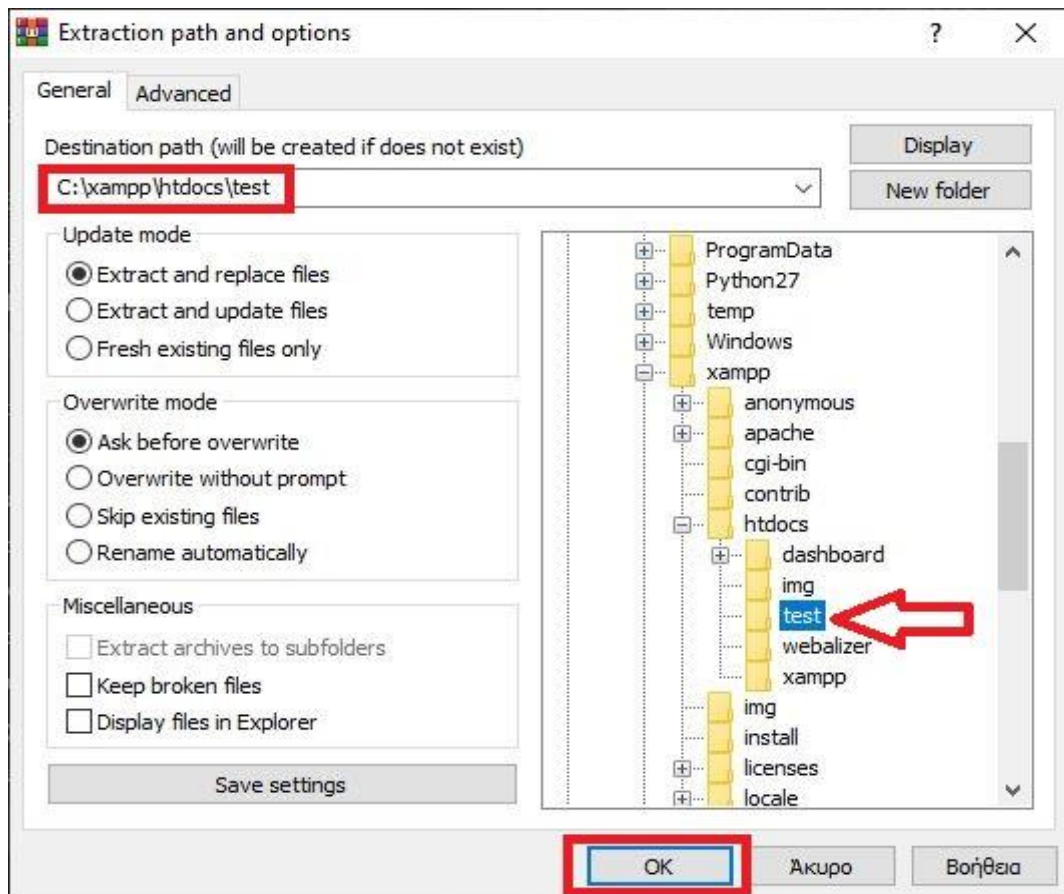 Extraction path and options
?
General
Advanced
Destination path (will be created if does not exist)
Display
C:\xampp\htdocs\test
New folder
Update mode
Extract and replace files
Extract and update files
Fresh existing files only
Overwrite mode
Ask before overwrite
Overwrite without prompt
Skip existing files
Rename automatically
Miscellaneous
Extract archives to subfolders
Keep broken files
Display files in Explorer
Save settings
ProgramData
Python27
temp
Windows
xampp
anonymous
apache
cgi-bin
contrib
htdocs
dashboard
img
test
webalizer
xampp
img
install
licenses
locale
OK
Άκυρο
Βοήθεια